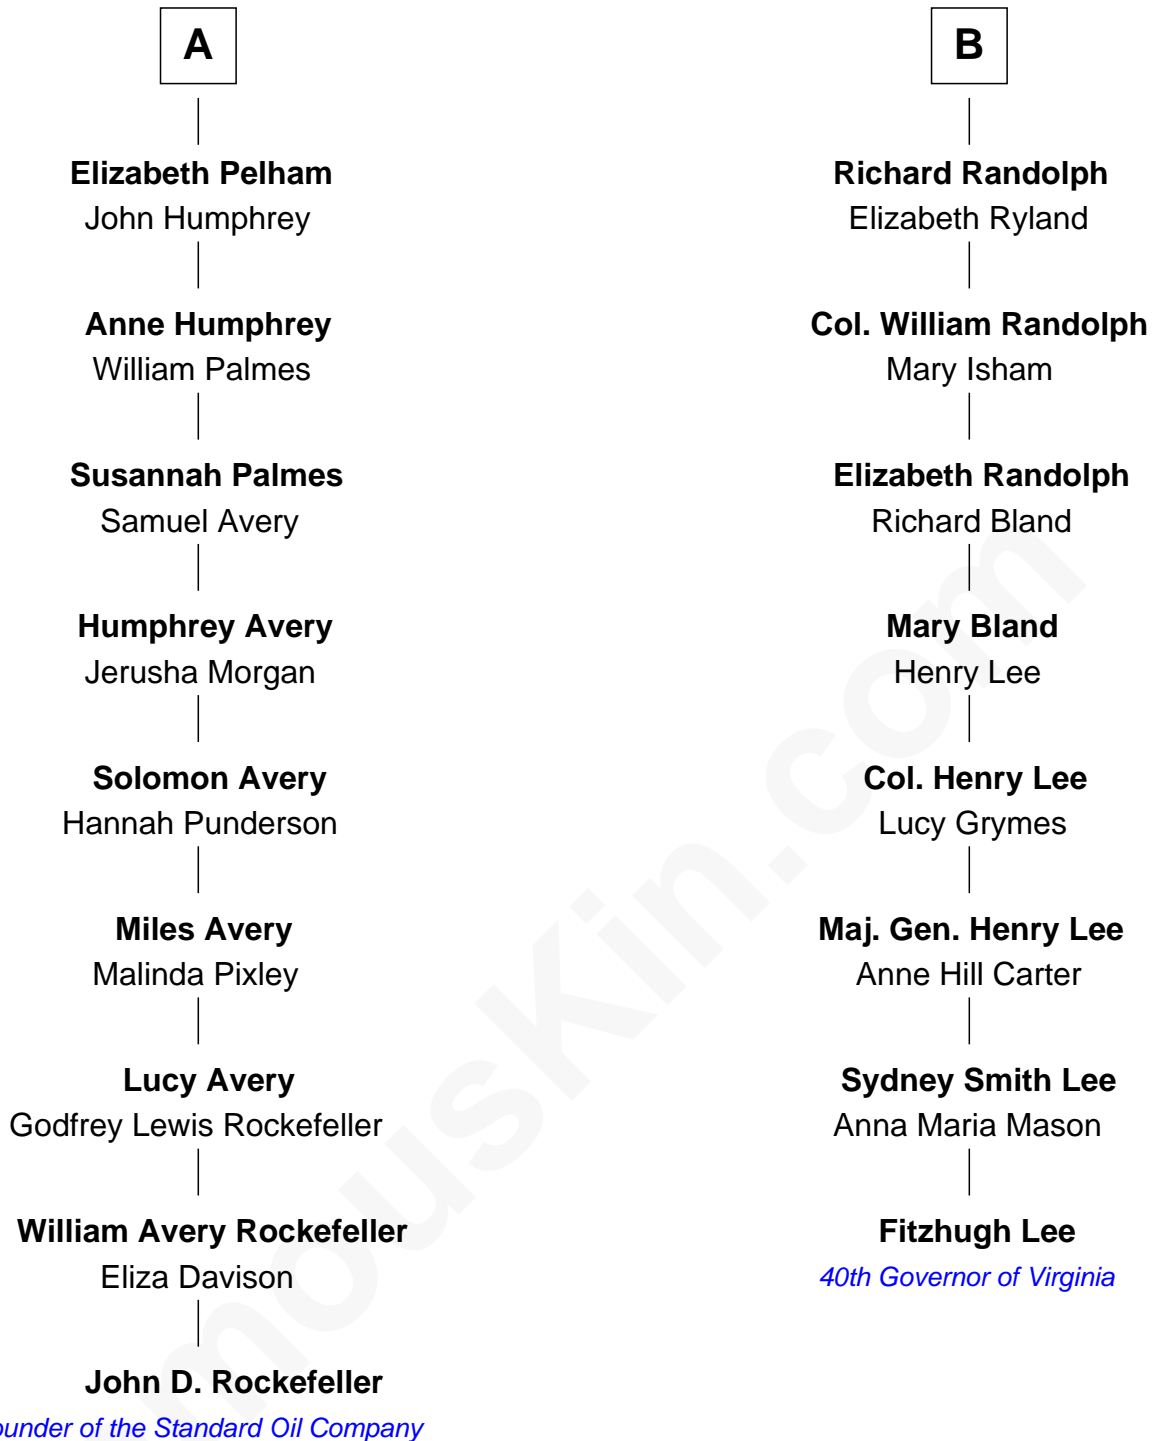 A
Elizabeth Pelham
John Humphrey
Anne Humphrey
William Palmes
Susannah Palmes
Samuel Avery
Humphrey Avery
Jerusha Morgan
Solomon Avery
Hannah Punderson
Miles Avery
Malinda Pixley
Lucy Avery
Godfrey Lewis Rockefeller
William Avery Rockefeller
Eliza Davison
John D. Rockefeller
ounder of the Standard Oil Company
B
Richard Randolph
Elizabeth Ryland
Col. William Randolph
Mary Isham
Elizabeth Randolph
Richard Bland
Mary Bland
Henry Lee
Col. Henry Lee
Lucy Grymes
Maj. Gen. Henry Lee
Anne Hill Carter
Sydney Smith Lee
Anna Maria Mason
Fitzhugh Lee
40th Governor of Virginia
mousKin.com